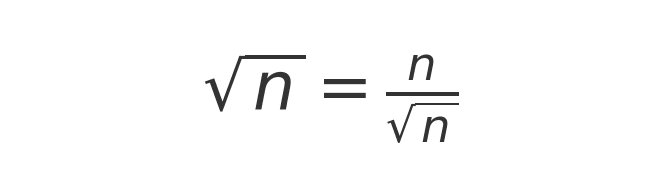 √n = n/√n